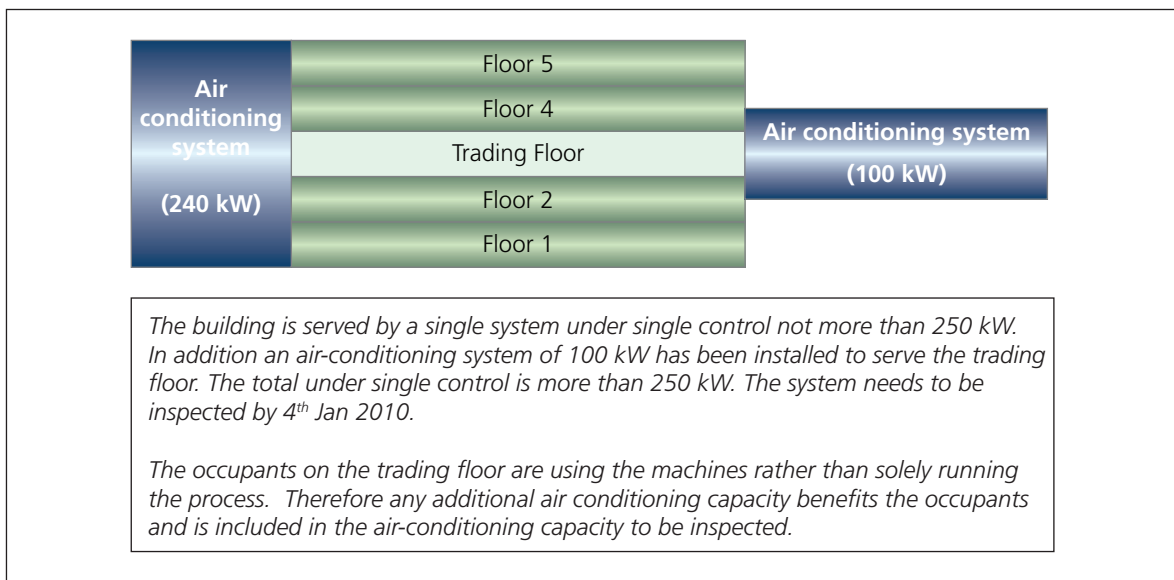 Air
conditioning
system
(240 kW)
Floor 5
Floor 4
Trading Floor
Floor 2
Floor 1
Air conditioning system
(100 kW)
The building is served by a single system under single control not more than 250 kW.
In addition an air-conditioning system of 100 kW has been installed to serve the trading
floor. The total under single control is more than 250 kW. The system needs to be
inspected by 4th Jan 2010.
The occupants on the trading floor are using the machines rather than solely running
the process.  Therefore any additional air conditioning capacity benefits the occupants
and is included in the air-conditioning capacity to be inspected.